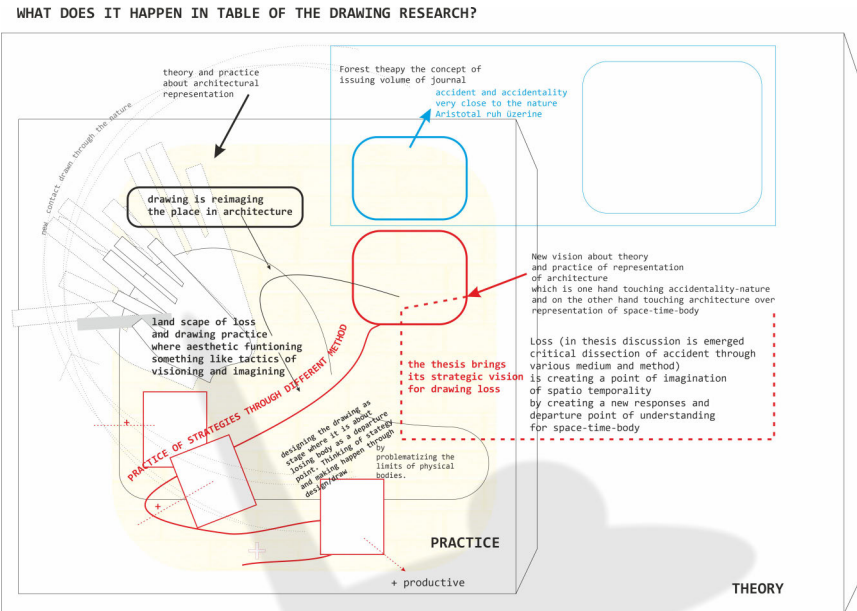 WHAT DOES IT HAPPEN IN TABLE OF THE DRAWING RESEARCH?
theory and practice
about architectural
representation
Forest theapy the concept of
issuing volume of journal
accident and accidentality
very close to the nature
Aristotal ruh üzerine
new contact drawn through the nature
drawing is reimaging
the place in architecture
New vision about theory
and practice of representation
of architecture
which is one hand touching accidentality-nature
and on the other hand touching architecture over
representation of space-time-body
land scape of loss
and drawing practice
where aesthetic funtioning
something like tactics of
visioning and imagining
PRACTICE OF STRATEGIES THROUGH DIFFERENT METHOD
the thesis brings
its strategic vision
for drawing loss
Loss (in thesis discussion is emerged
critical dissection of accident through
various medium and method)
is creating a point of imagination
of spatio temporality
by creating a new responses and
departure point of understanding
for space-time-body
designing the drawing as
stage where it is about
losing body as a departure
point. Thinking of stategy
and making happen through
design/draw
by
problematizing the
limits of physical
bodies.
PRACTICE
+ productive
THEORY